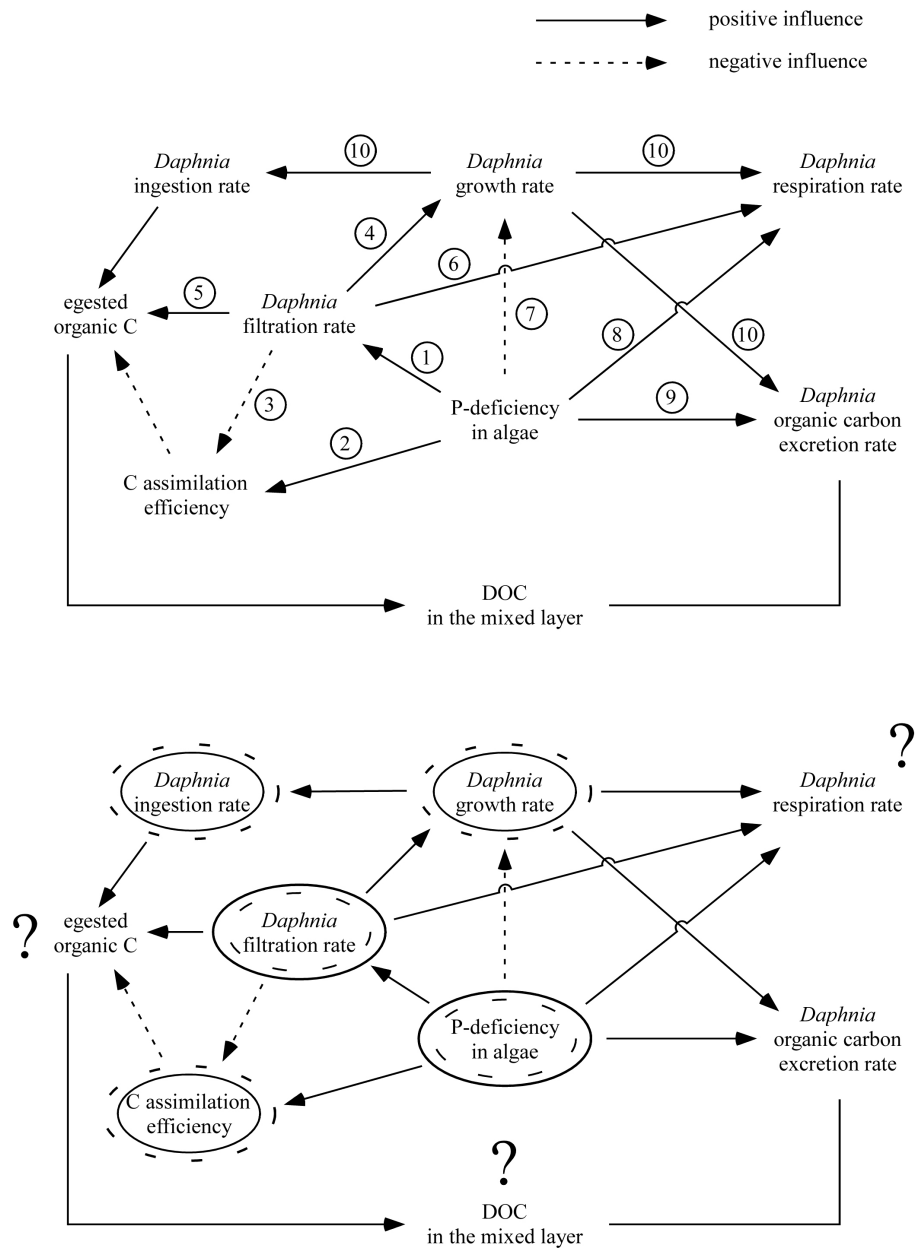 positive influence
negative influence
Daphnia
ingestion rate
10
Daphnia
growth rate
10
Daphnia
respiration rate
4
6
egested
organic C
5
Daphnia
filtration rate
7
8
10
1
3
P-deficiency
in algae
9
Daphnia
organic carbon
excretion rate
2
C assimilation
efficiency
DOC
in the mixed layer
?
Daphnia
ingestion rate
Daphnia
growth rate
Daphnia
respiration rate
?
egested
organic C
Daphnia
filtration rate
P-deficiency
in algae
Daphnia
organic carbon
excretion rate
C assimilation
efficiency
?
DOC
in the mixed layer